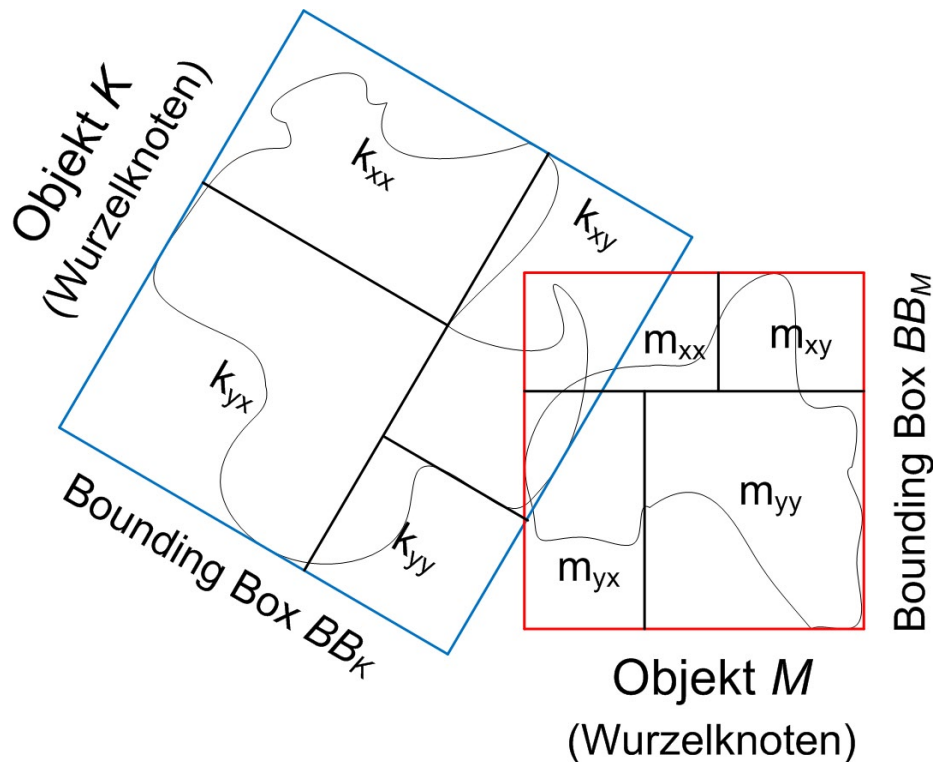 Objekt K
(Wurzelknoten)
kxx
kxy
kyx
kyy
Bounding Box BBK
mxx
mxy
myx
myy
Bounding Box BBM
Objekt M
(Wurzelknoten)